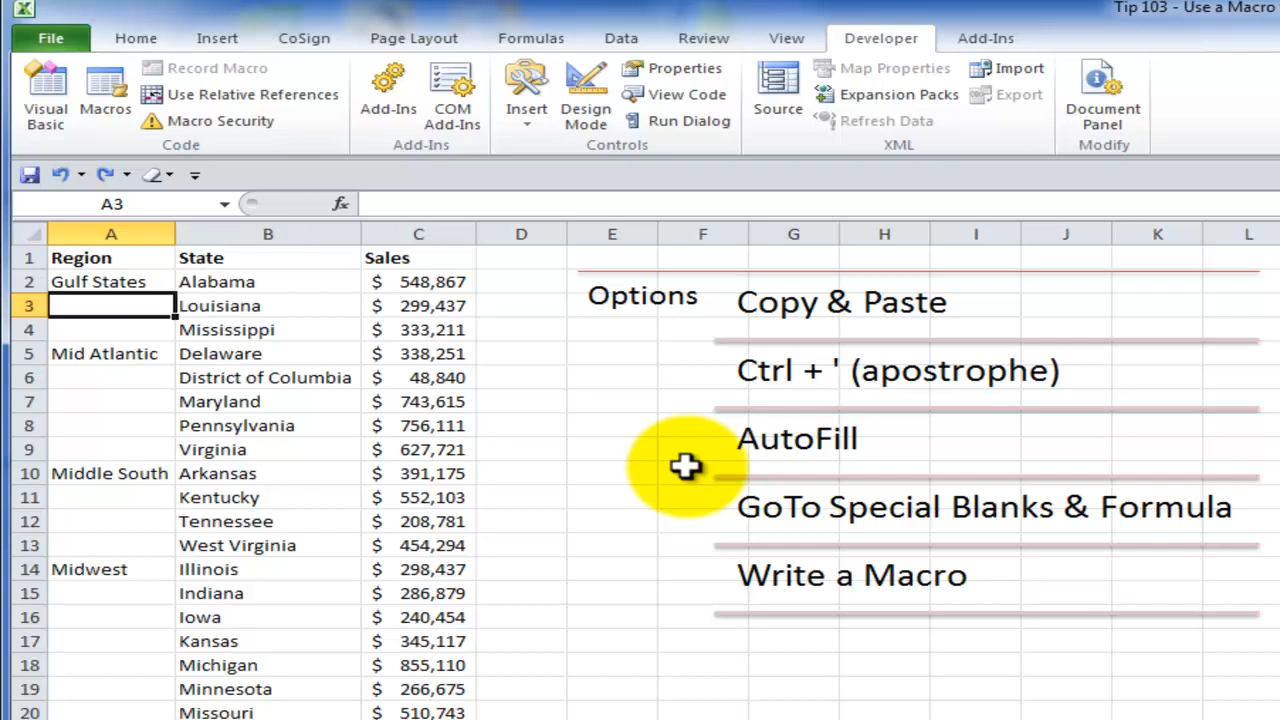 Tip 103 - Use a Macro
File Home Insert CoSign Page Layout Formulas Data Review View Developer Add-Ins
Visual Basic
Macros
Record Macro
Use Relative References
Macro Security
Code
Add-Ins
COM Add-Ins
Add-Ins
Insert
Design Mode
Properties
View Code
Run Dialog
Controls
Source
Map Properties
Expansion Packs
Refresh Data
Import
Export
XML
Document Panel
Modify
A3 fx
A B C D E F G H I J K L
1 Region State Sales
2 Gulf States Alabama $ 548,867
3 Louisiana $ 299,437
4 Mississippi $ 333,211
5 Mid Atlantic Delaware $ 338,251
6 District of Columbia $ 48,840
7 Maryland $ 743,615
8 Pennsylvania $ 756,111
9 Virginia $ 627,721
10 Middle South Arkansas $ 391,175
11 Kentucky $ 552,103
12 Tennessee $ 208,781
13 West Virginia $ 454,294
14 Midwest Illinois $ 298,437
15 Indiana $ 286,879
16 Iowa $ 240,454
17 Kansas $ 345,117
18 Michigan $ 855,110
19 Minnesota $ 266,675
20 Missouri $ 510,743
Options
Copy & Paste
Ctrl + ' (apostrophe)
AutoFill
GoTo Special Blanks & Formula
Write a Macro